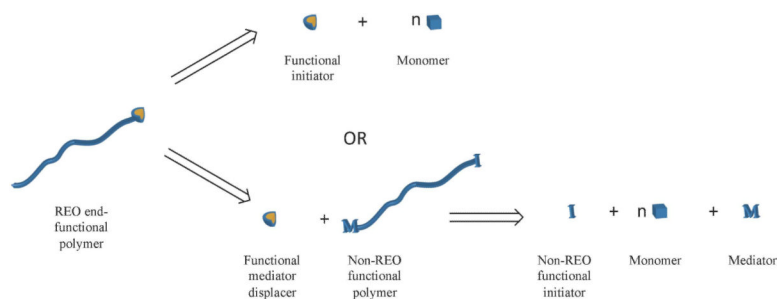 + n
Functional
initiator
Monomer
OR
REO end-
functional
polymer
I
+ M
I + n + M
Functional
mediator
displacer
Non-REO
functional
polymer
Non-REO
functional
initiator
Monomer
Mediator